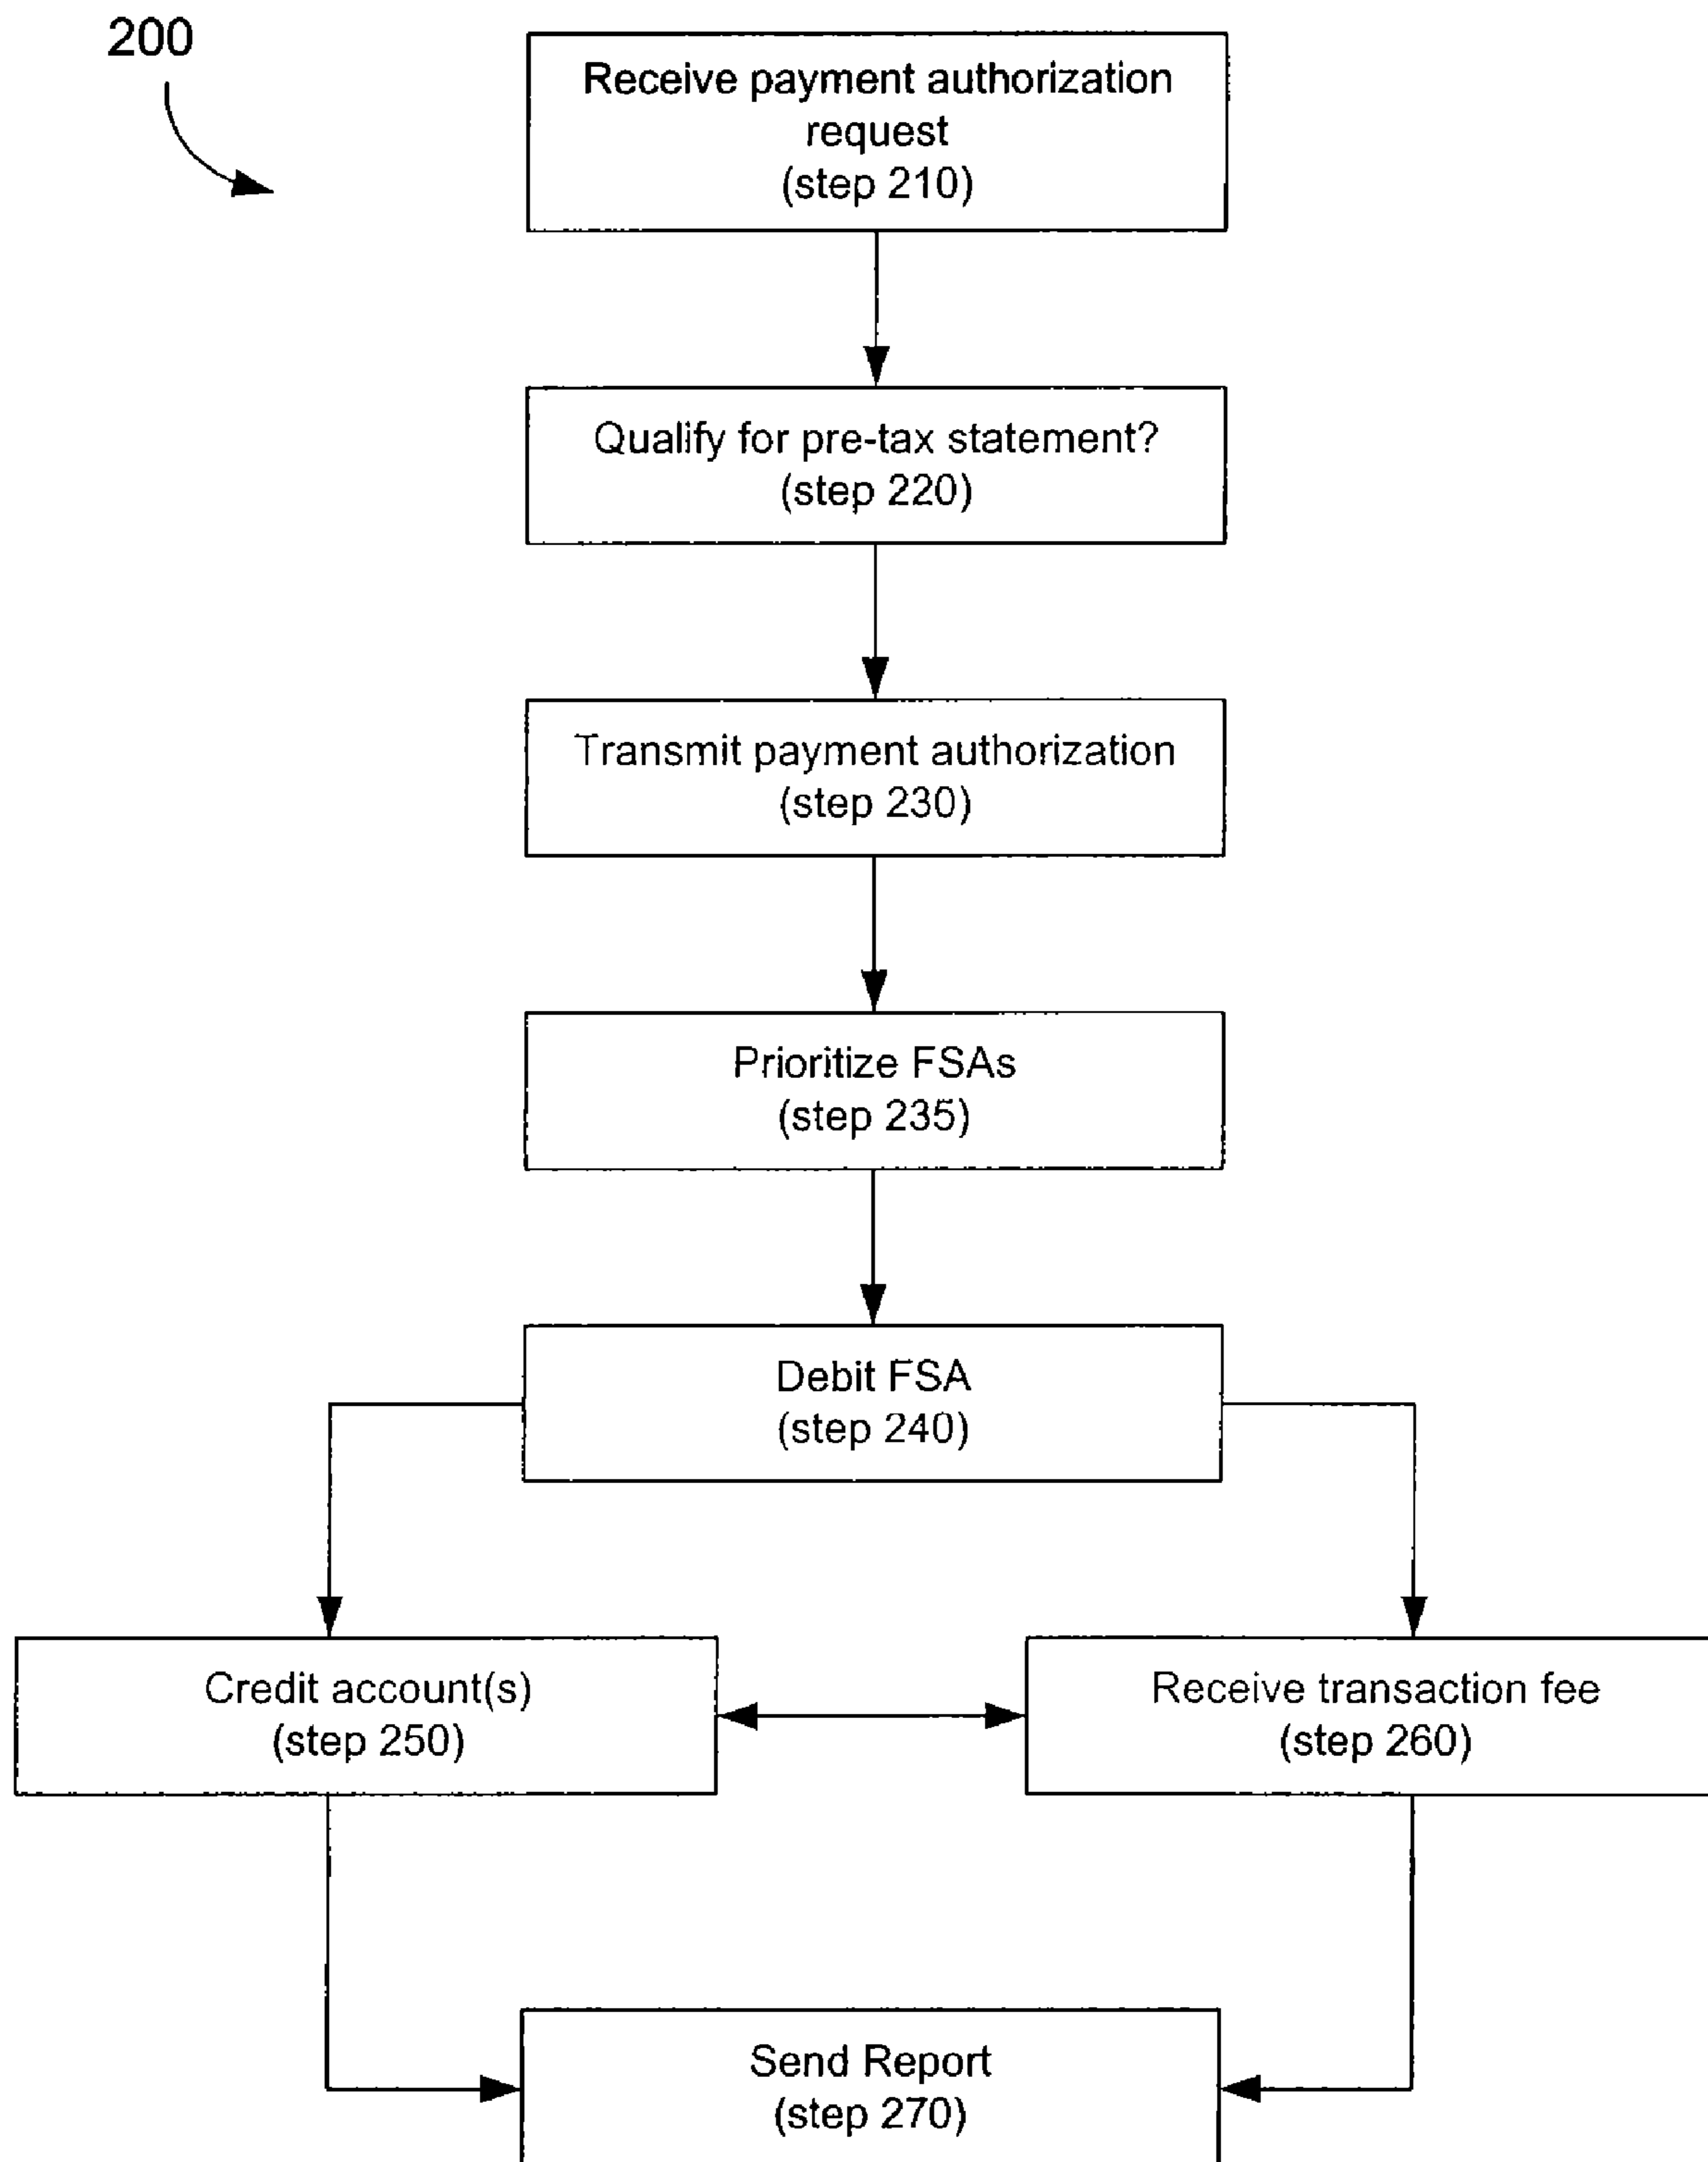 200
Receive payment authorization
request
(step 210)
Qualify for pre-tax statement?
(step 220)
Transmit payment authorization
(step 230)
Prioritize FSAs
(step 235)
Debit FSA
(step 240)
Credit account(s)
(step 250)
Receive transaction fee
(step 260)
Send Report
(step 270)